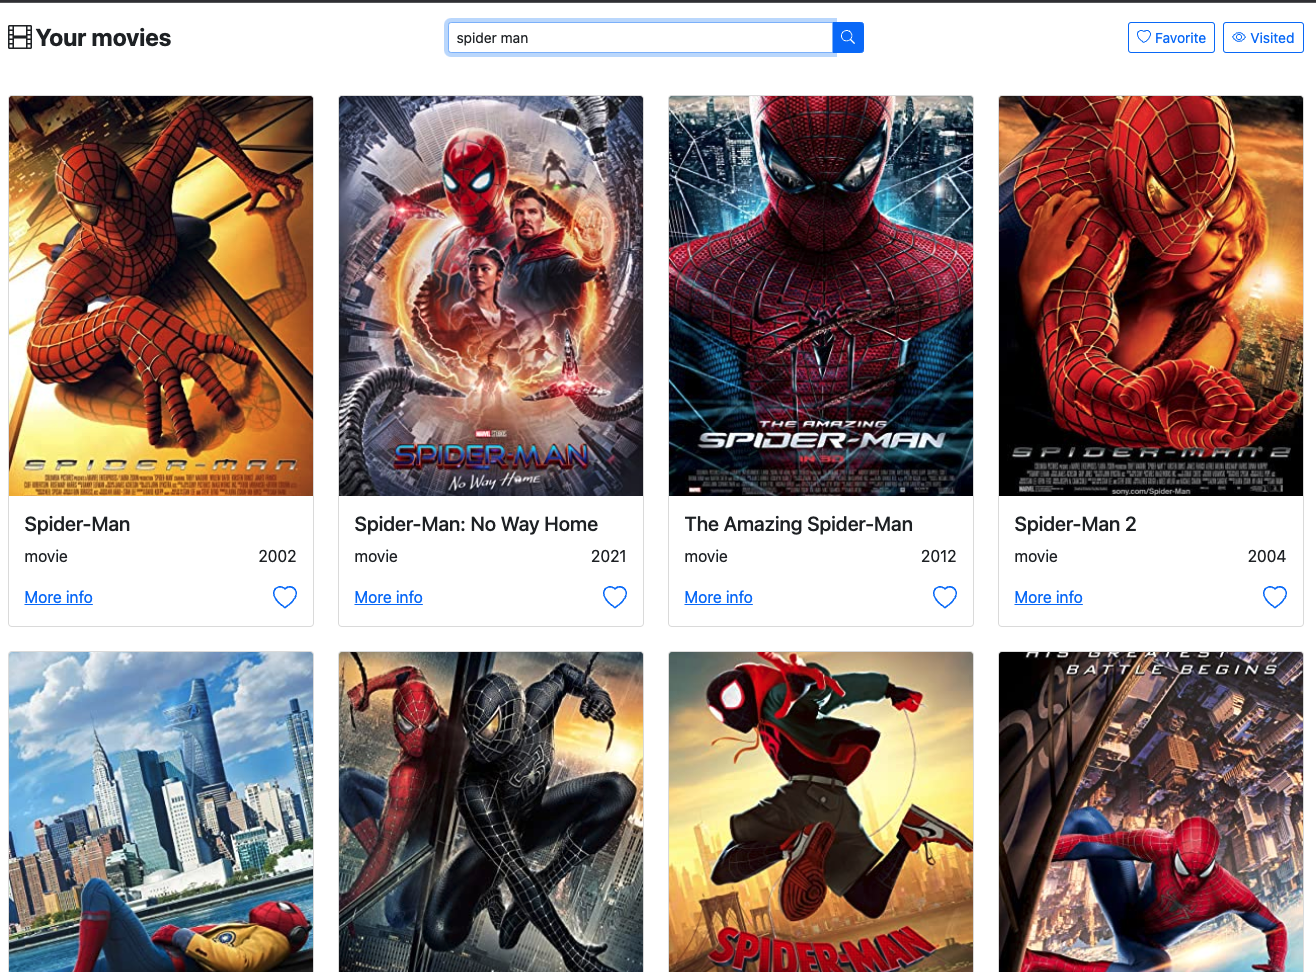 Your movies
spider man
Favorite
Visited
SPIDER-MAN
MARVEL STUDIOS
SPIDER-MAN
No Way Home
THE AMAZING
SPIDER-MAN
IN 3D
SPIDER-MAN 2
sony.com/Spider-Man
Spider-Man
movie 2002
More info
Spider-Man: No Way Home
movie 2021
More info
The Amazing Spider-Man
movie 2012
More info
Spider-Man 2
movie 2004
More info
SPIDER-MAN
HIS GREATEST
BATTLE BEGINS